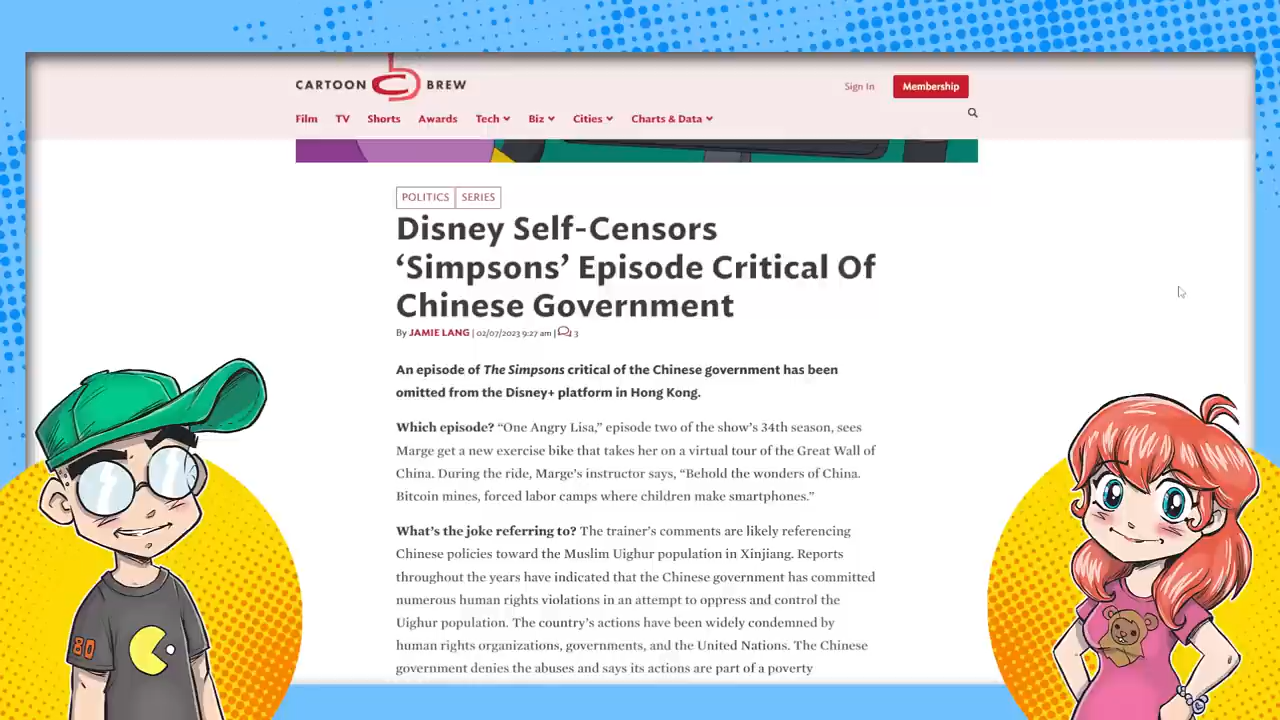 CARTOON BREW
Sign In
Membership
Film TV Shorts Awards Tech Biz Cities Charts & Data
POLITICS SERIES
Disney Self-Censors
‘Simpsons’ Episode Critical Of
Chinese Government
By JAMIE LANG | 02/07/2023 9:27 am | 3
An episode of The Simpsons critical of the Chinese government has been
omitted from the Disney+ platform in Hong Kong.
Which episode? “One Angry Lisa,” episode two of the show’s 34th season, sees
Marge get a new exercise bike that takes her on a virtual tour of the Great Wall of
China. During the ride, Marge’s instructor says, “Behold the wonders of China.
Bitcoin mines, forced labor camps where children make smartphones.”
What’s the joke referring to? The trainer’s comments are likely referencing
Chinese policies toward the Muslim Uighur population in Xinjiang. Reports
throughout the years have indicated that the Chinese government has committed
numerous human rights violations in an attempt to oppress and control the
Uighur population. The country’s actions have been widely condemned by
human rights organizations, governments, and the United Nations. The Chinese
government denies the abuses and says its actions are part of a poverty
80